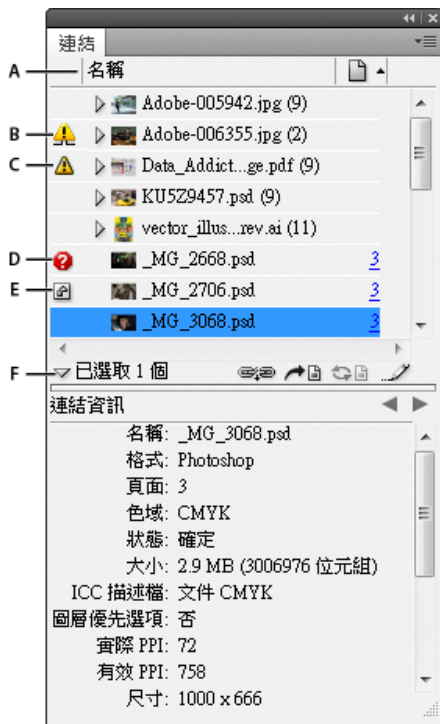 連結
A 名稱
Adobe-005942.jpg (9)
B Adobe-006355.jpg (2)
C Data_Addict...ge.pdf (9)
KU5Z9457.psd (9)
vector_illus...rev.ai (11)
D _MG_2668.psd 3
E _MG_2706.psd 3
_MG_3068.psd 3
F 已選取 1 個
連結資訊
名稱: _MG_3068.psd
格式: Photoshop
頁面: 3
色域: CMYK
狀態: 確定
大小: 2.9 MB (3006976 位元組)
ICC 描述檔: 文件 CMYK
圖層優先選項: 否
實際 PPI: 72
有效 PPI: 758
尺寸: 1000 x 666